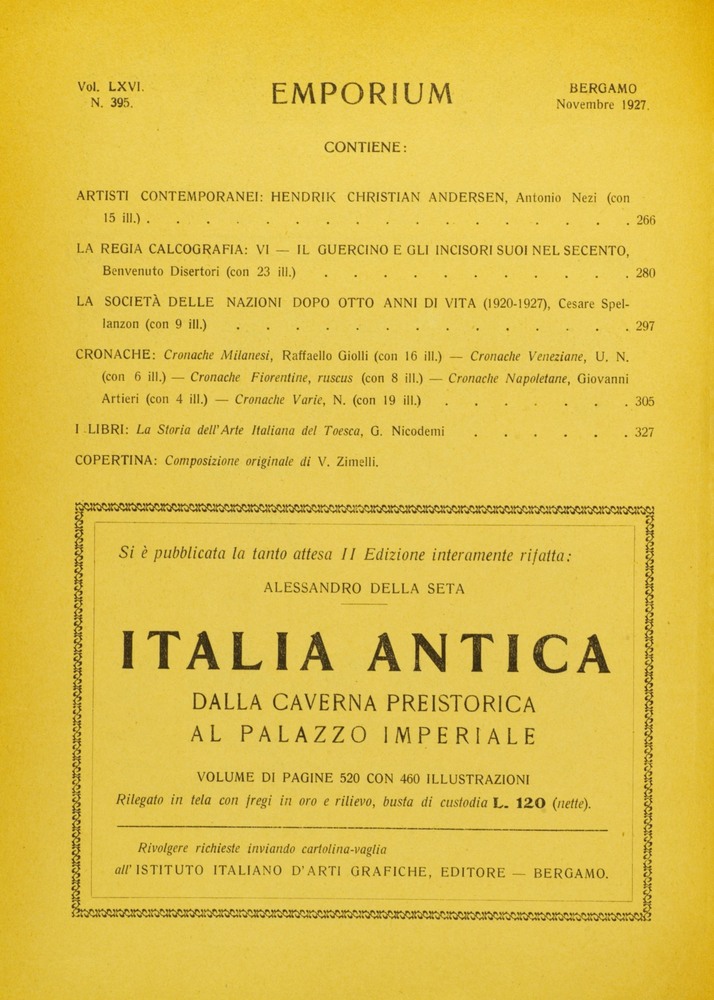 Vol. LXVI.
N. 395.
EMPORIUM
BERGAMO
Novembre 1927.
CONTIENE:
ARTISTI CONTEMPORANEI: HENDRIK CHRISTIAN ANDERSEN, Antonio Nezi (con
15 ill.) . . . . . . . . . . . . . . . . . . 266
LA REGIA CALCOGRAFIA: VI — IL GUERCINO E GLI INCISORI SUOI NEL SECENTO,
Benvenuto Disertori (con 23 ill.) . . . . . . . . . . . 280
LA SOCIETÀ DELLE NAZIONI DOPO OTTO ANNI DI VITA (1920-1927), Cesare Spel-
lanzon (con 9 ill.) . . . . . . . . . . . . . . 297
CRONACHE: Cronache Milanesi, Raffaello Giolli (con 16 ill.) — Cronache Veneziane, U. N.
(con 6 ill.) — Cronache Fiorentine, ruscus (con 8 ill.) — Cronache Napoletane, Giovanni
Artieri (con 4 ill.) — Cronache Varie, N. (con 19 ill.) . . . . . . . 305
I LIBRI: La Storia dell'Arte Italiana del Toesca, G. Nicodemi . . . . . . 327
COPERTINA: Composizione originale di V. Zimelli.
Si è pubblicata la tanto attesa II Edizione interamente rifatta:
ALESSANDRO DELLA SETA
ITALIA ANTICA
DALLA CAVERNA PREISTORICA
AL PALAZZO IMPERIALE
VOLUME DI PAGINE 520 CON 460 ILLUSTRAZIONI
Rilegato in tela con fregi in oro e rilievo, busta di custodia L. 120 (nette).
Rivolgere richieste inviando cartolina-vaglia
all' ISTITUTO ITALIANO D'ARTI GRAFICHE, EDITORE — BERGAMO.